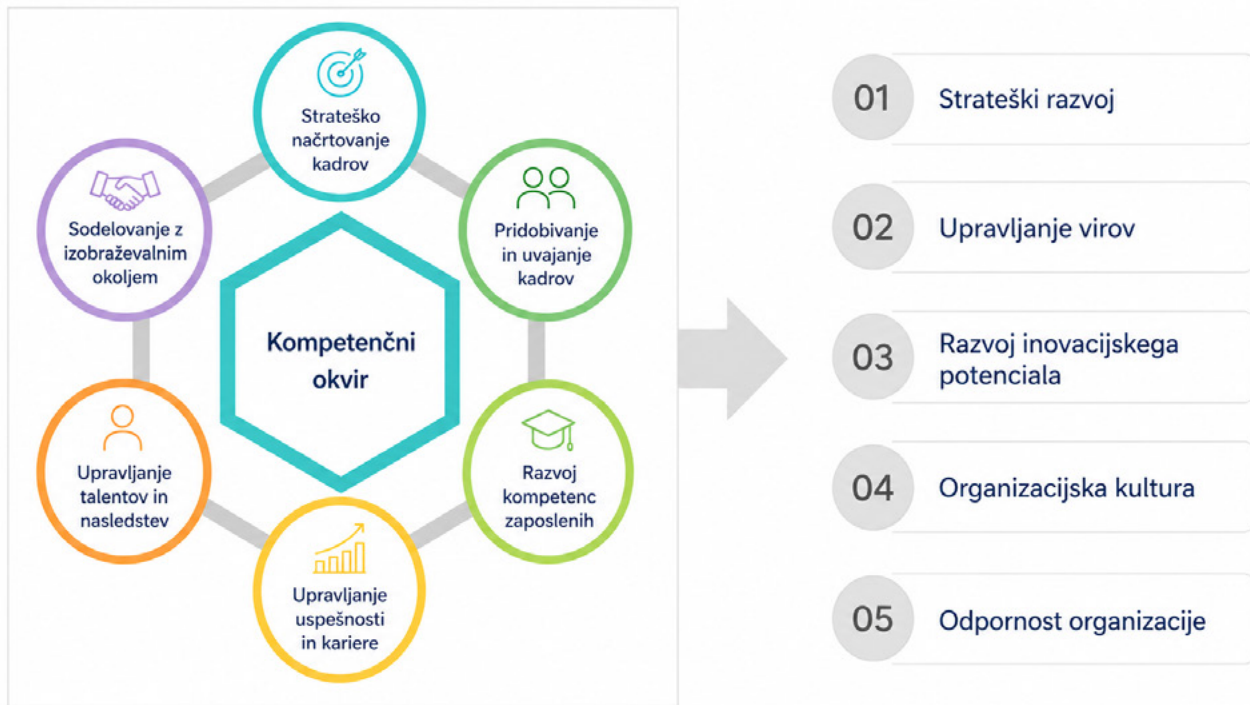 Strateško
načrtovanje
kadrov
Sodelovanje z
izobraževalnim
okoljem
Pridobivanje
in uvajanje
kadrov
Kompetenčni
okvir
Upravljanje
talentov in
nasledstev
Razvoj
kompetenc
zaposlenih
Upravljanje
uspešnosti
in kariere
01 Strateški razvoj
02 Upravljanje virov
03 Razvoj inovacijskega
potenciala
04 Organizacijska kultura
05 Odpornost organizacije